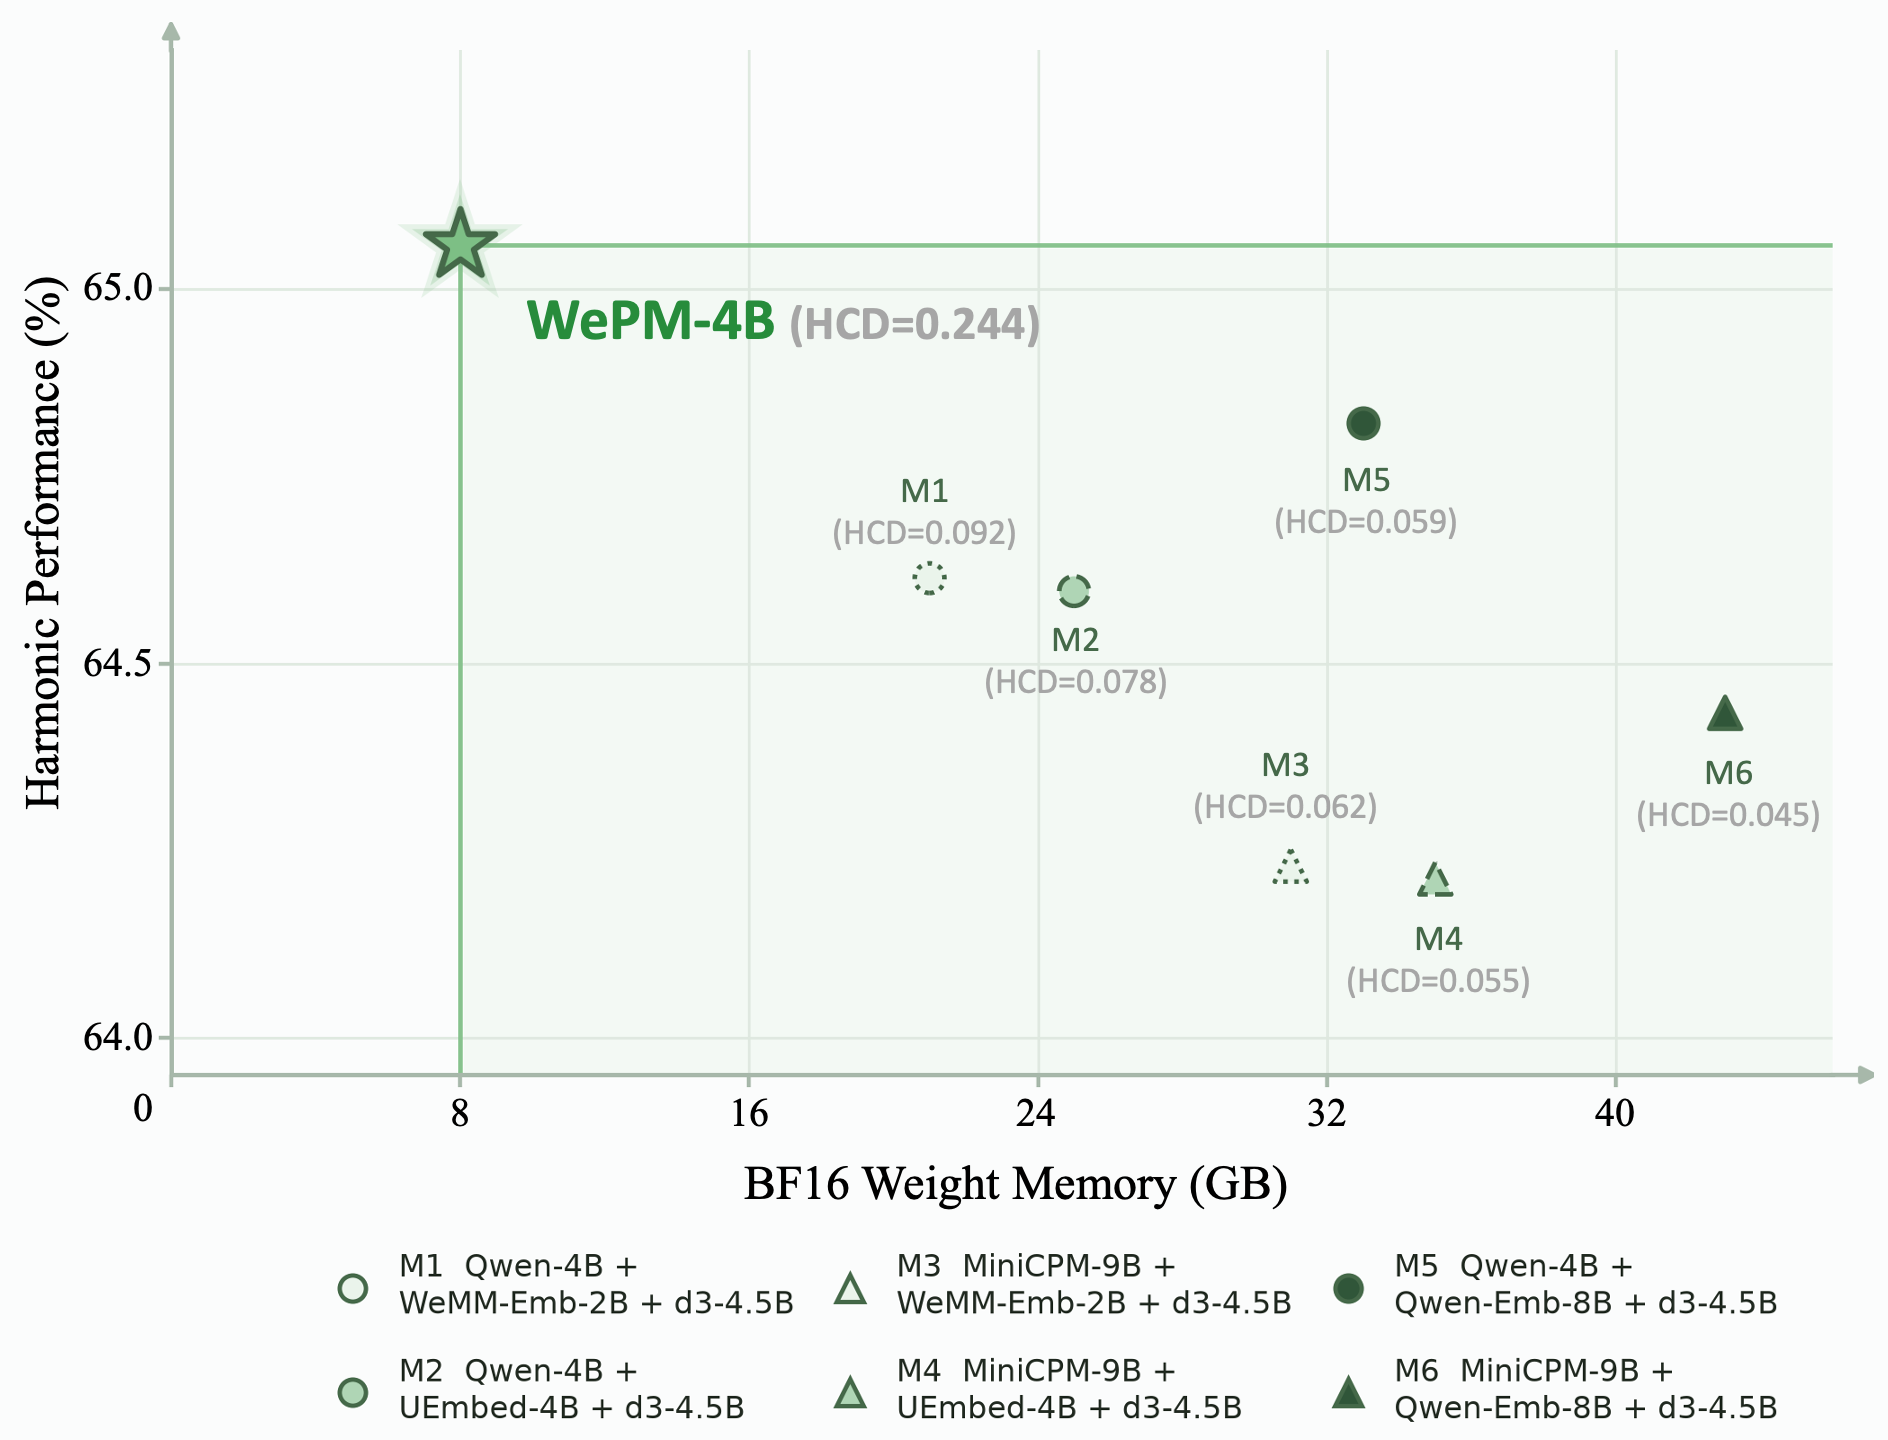 Harmonic Performance (%)
65.0
64.5
64.0
WePM-4B (HCD=0.244)
M5
(HCD=0.059)
M1
(HCD=0.092)
M2
(HCD=0.078)
M3
(HCD=0.062)
M6
(HCD=0.045)
M4
(HCD=0.055)
0 8 16 24 32 40
BF16 Weight Memory (GB)
M1 Qwen-4B +
WeMM-Emb-2B + d3-4.5B
M2 Qwen-4B +
UEmbed-4B + d3-4.5B
M3 MiniCPM-9B +
WeMM-Emb-2B + d3-4.5B
M4 MiniCPM-9B +
UEmbed-4B + d3-4.5B
M5 Qwen-4B +
Qwen-Emb-8B + d3-4.5B
M6 MiniCPM-9B +
Qwen-Emb-8B + d3-4.5B